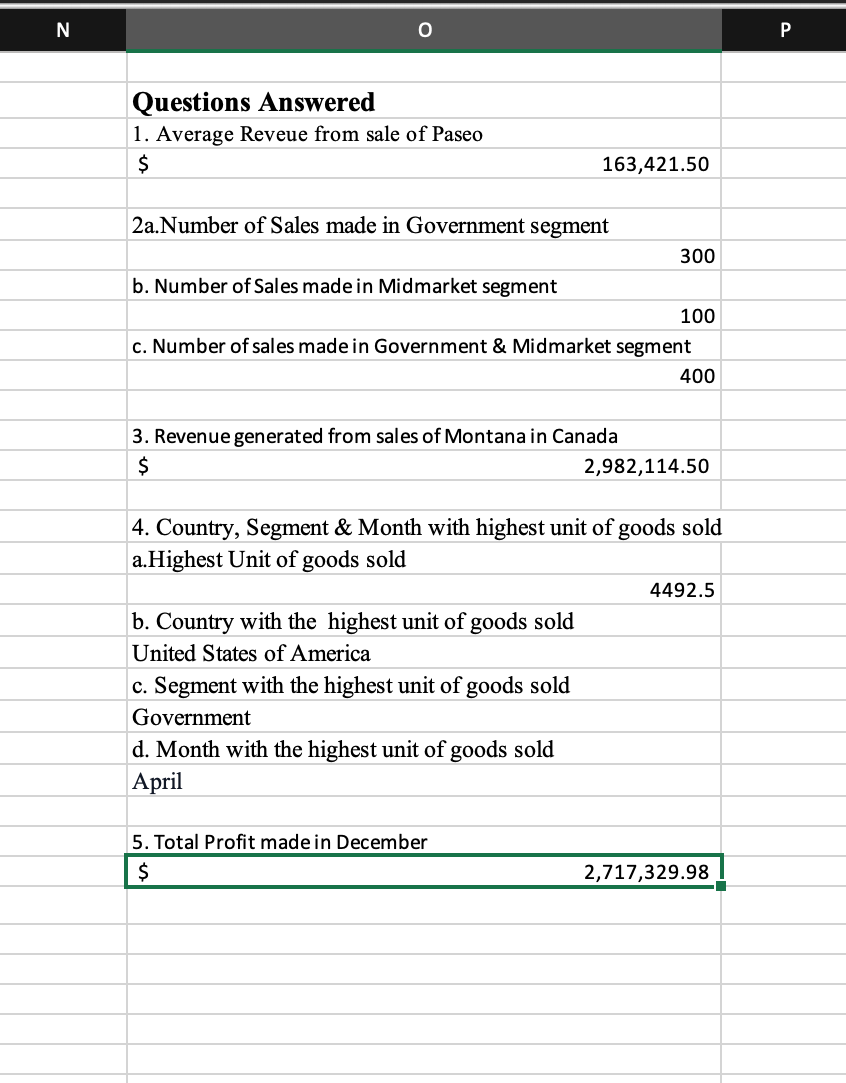 N O P
Questions Answered
1. Average Reveue from sale of Paseo
$ 163,421.50
2a.Number of Sales made in Government segment
300
b. Number of Sales made in Midmarket segment
100
c. Number of sales made in Government & Midmarket segment
400
3. Revenue generated from sales of Montana in Canada
$ 2,982,114.50
4. Country, Segment & Month with highest unit of goods sold
a.Highest Unit of goods sold
4492.5
b. Country with the  highest unit of goods sold
United States of America
c. Segment with the highest unit of goods sold
Government
d. Month with the highest unit of goods sold
April
5. Total Profit made in December
$ 2,717,329.98